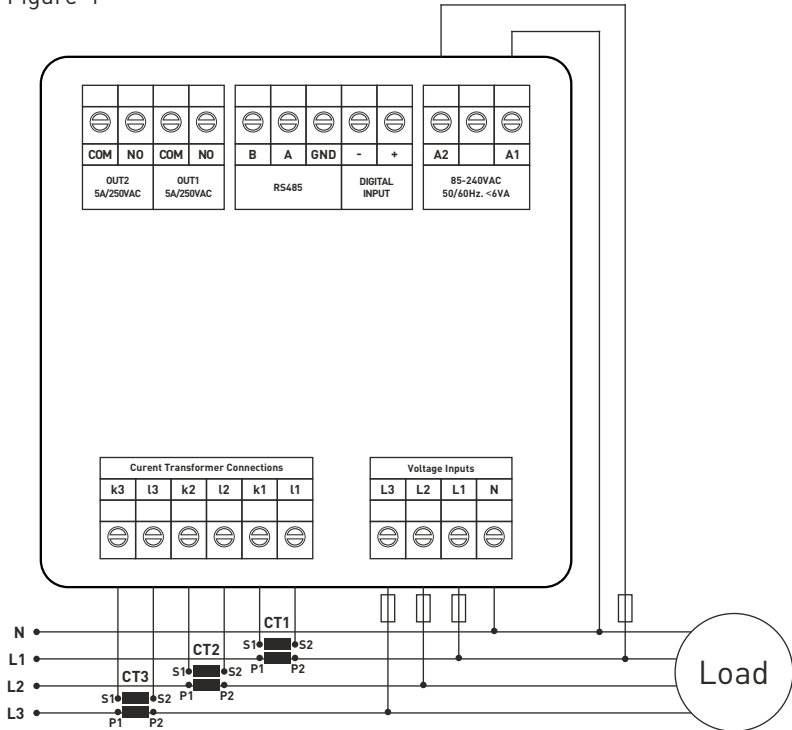 Figure 1
COM NO COM NO
OUT2 5A/250VAC
OUT1 5A/250VAC
B A GND - +
RS485
DIGITAL INPUT
A2 A1
85-240VAC
50/60Hz. <6VA
Curent Transformer Connections
k3 l3 k2 l2 k1 l1
Voltage Inputs
L3 L2 L1 N
N
CT1
S1 S2
L1
P1 P2
CT2
S1 S2
L2
P1 P2
CT3
S1 S2
L3
P1 P2
Load